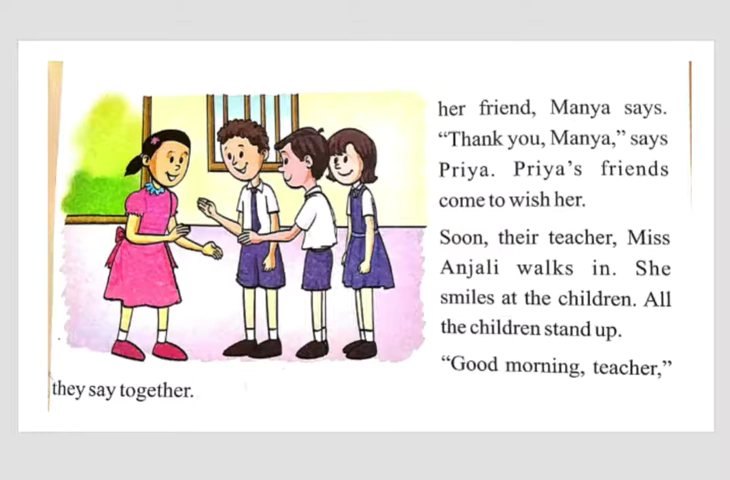 her friend, Manya says.
“Thank you, Manya,” says
Priya. Priya’s friends
come to wish her.
Soon, their teacher, Miss
Anjali walks in. She
smiles at the children. All
the children stand up.
“Good morning, teacher,”
they say together.